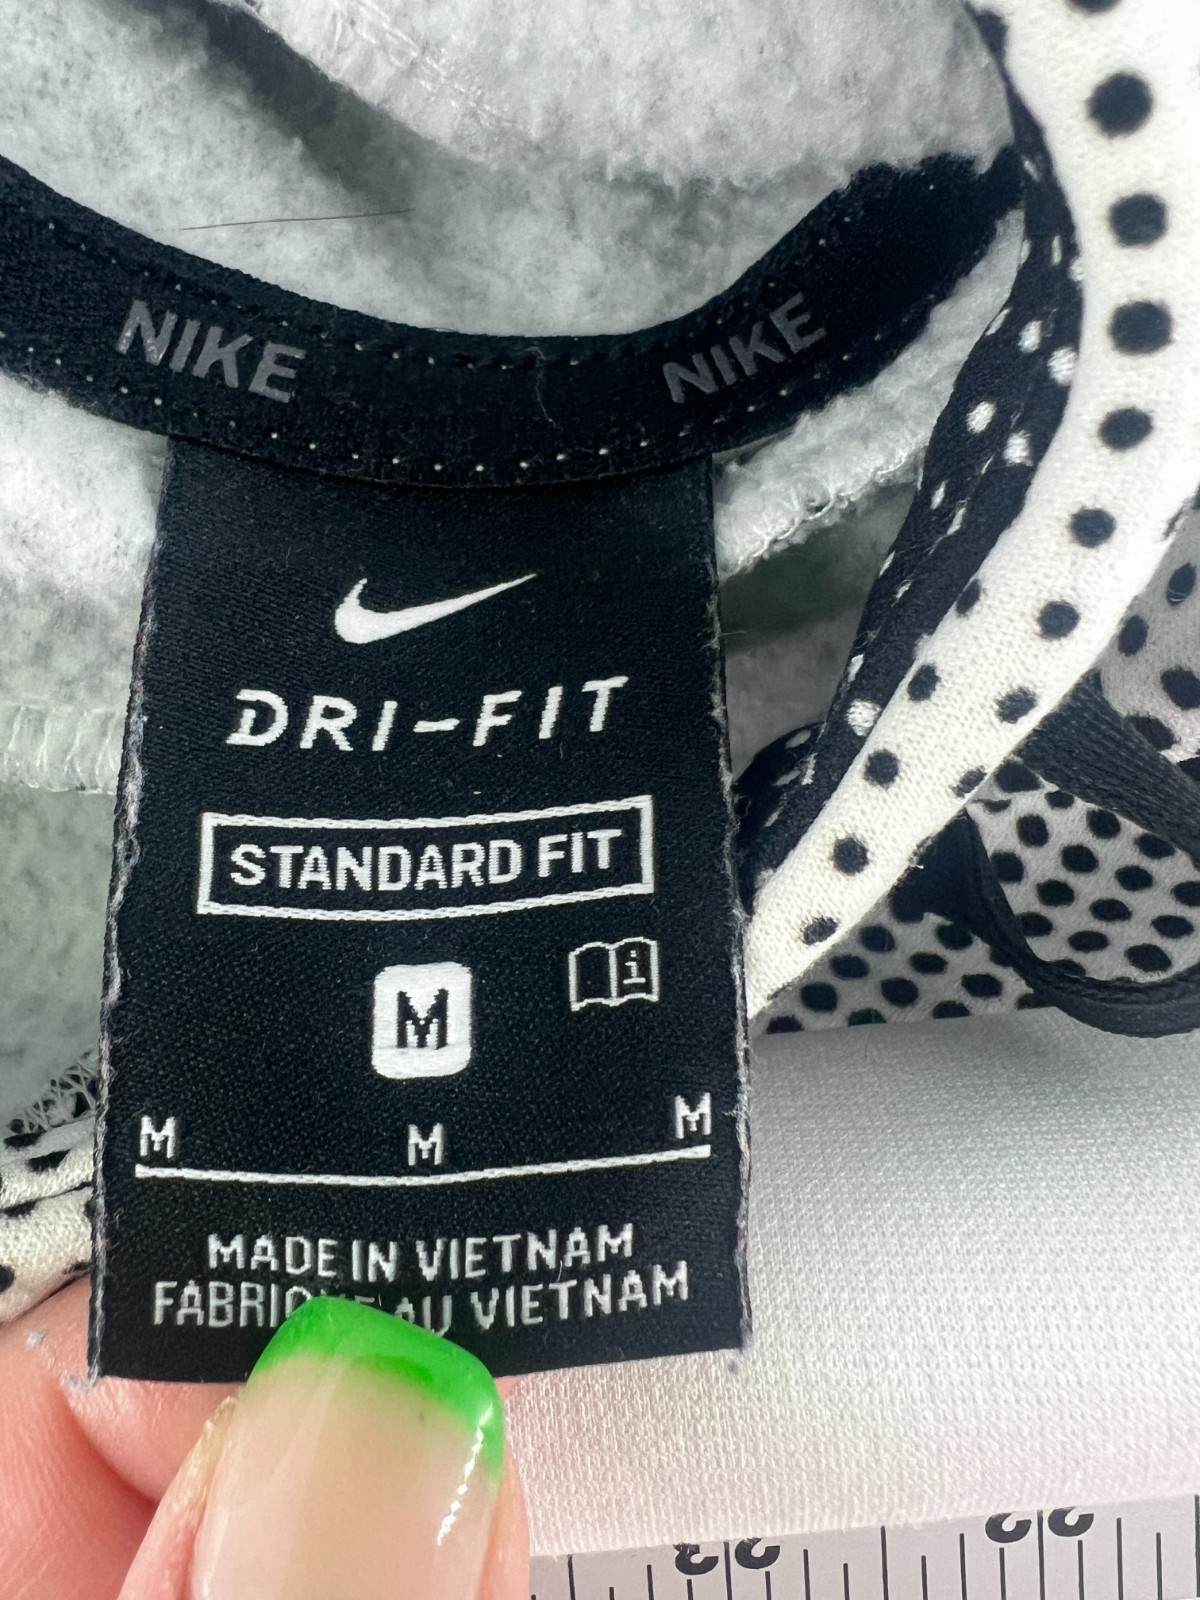 NIKE NIKE
DRI-FIT
STANDARD FIT
i
M
M M M
MADE IN VIETNAM
AU VIETNAM